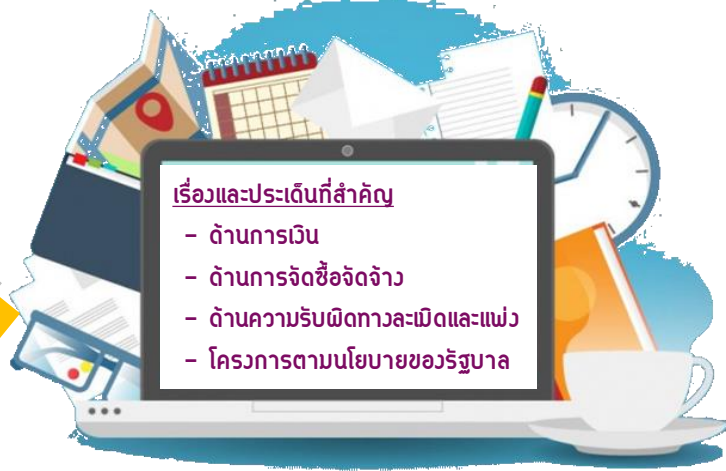 เรื่องและประเด็นที่สำคัญ
- ด้านการเงิน
- ด้านการจัดซื้อจัดจ้าง
- ด้านความรับผิดทางละเมิดและแพ่ง
- โครงการตามนโยบายของรัฐบาล